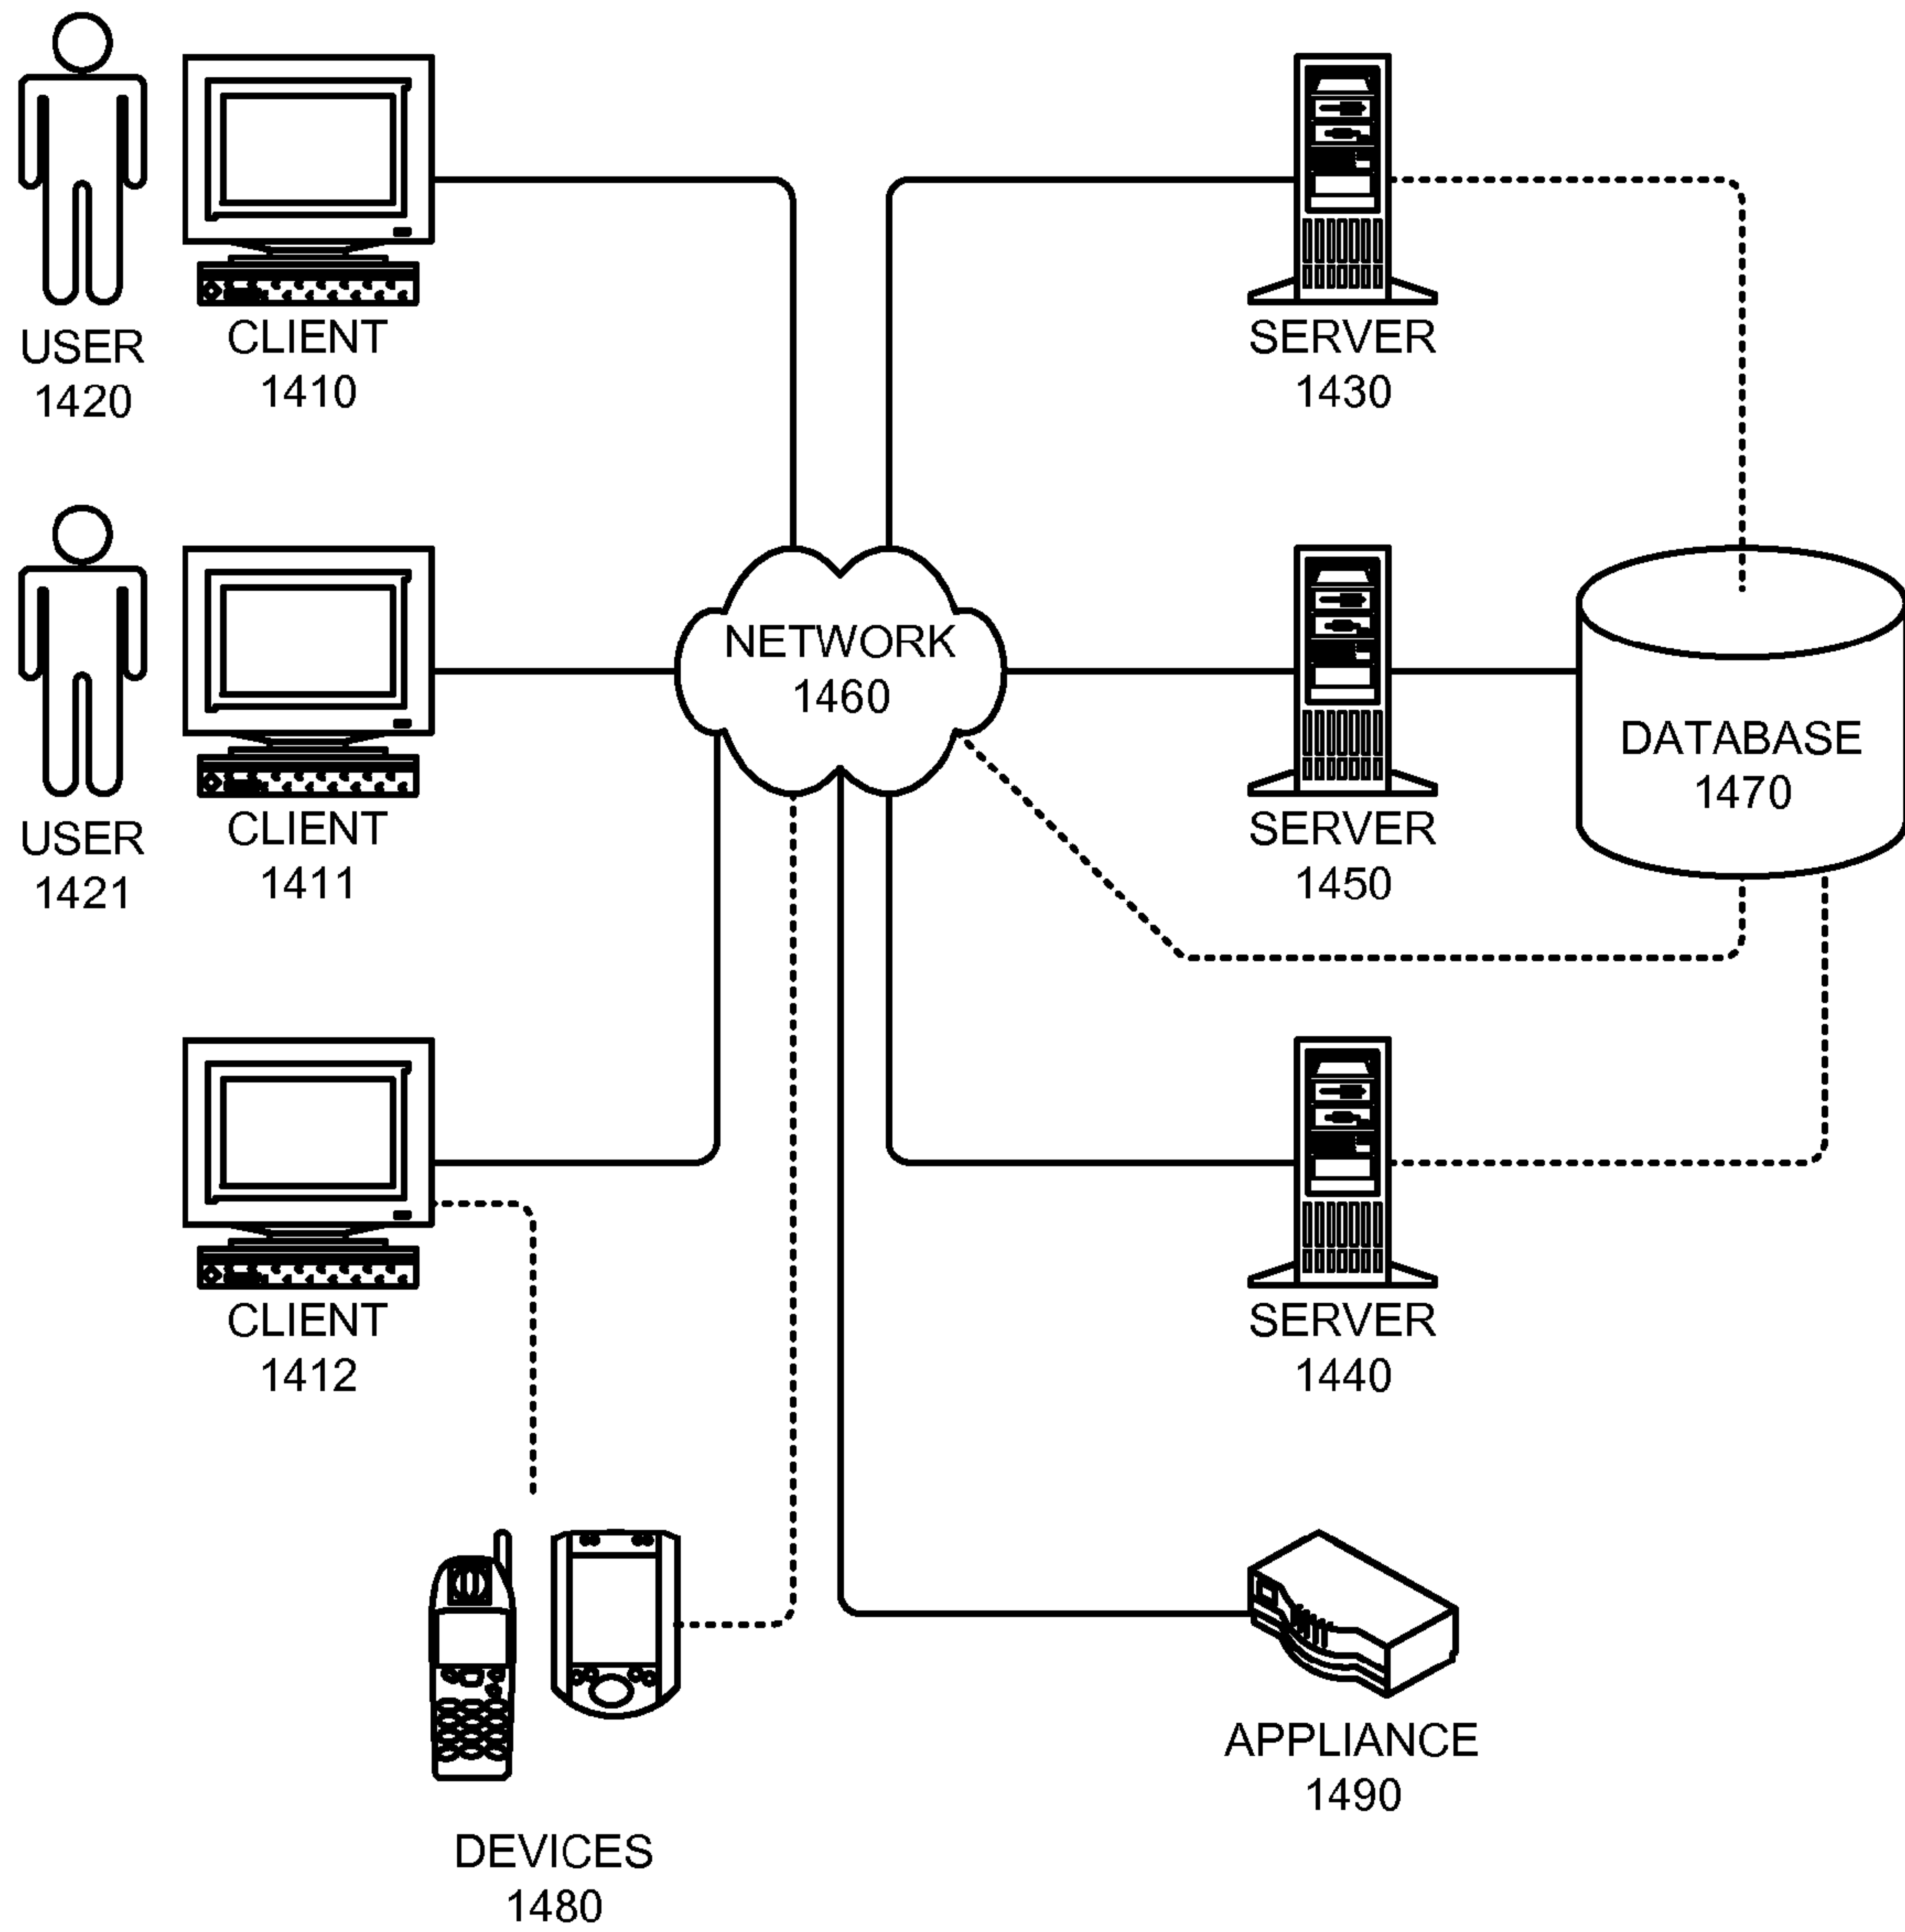 USER
1420
CLIENT
1410
SERVER
1430
NETWORK
1460
DATABASE
1470
USER
1421
CLIENT
1411
SERVER
1450
CLIENT
1412
SERVER
1440
APPLIANCE
1490
DEVICES
1480